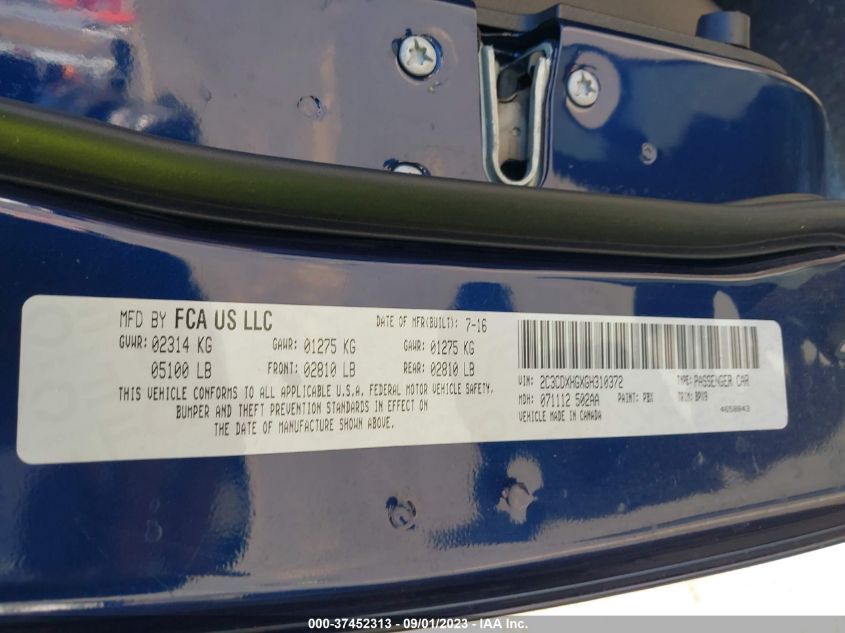 MFD BY FCA US LLC DATE OF MFR(BUILT): 7-16
GVWR: 02314 KG GAWR: 01275 KG GAWR: 01275 KG
05100 LB FRONT: 02810 LB REAR: 02810 LB
THIS VEHICLE CONFORMS TO ALL APPLICABLE U.S.A. FEDERAL MOTOR VEHICLE SAFETY,
BUMPER AND THEFT PREVENTION STANDARDS IN EFFECT ON
THE DATE OF MANUFACTURE SHOWN ABOVE.
VIN: 2C3CDXHGXGH310372 TYPE: PASSENGER CAR
MDH: 071112 502AA PAINT: PBX TRIM: BPX9
VEHICLE MADE IN CANADA 4658843
000-37452313 - 09/01/2023 - © IAA Inc.